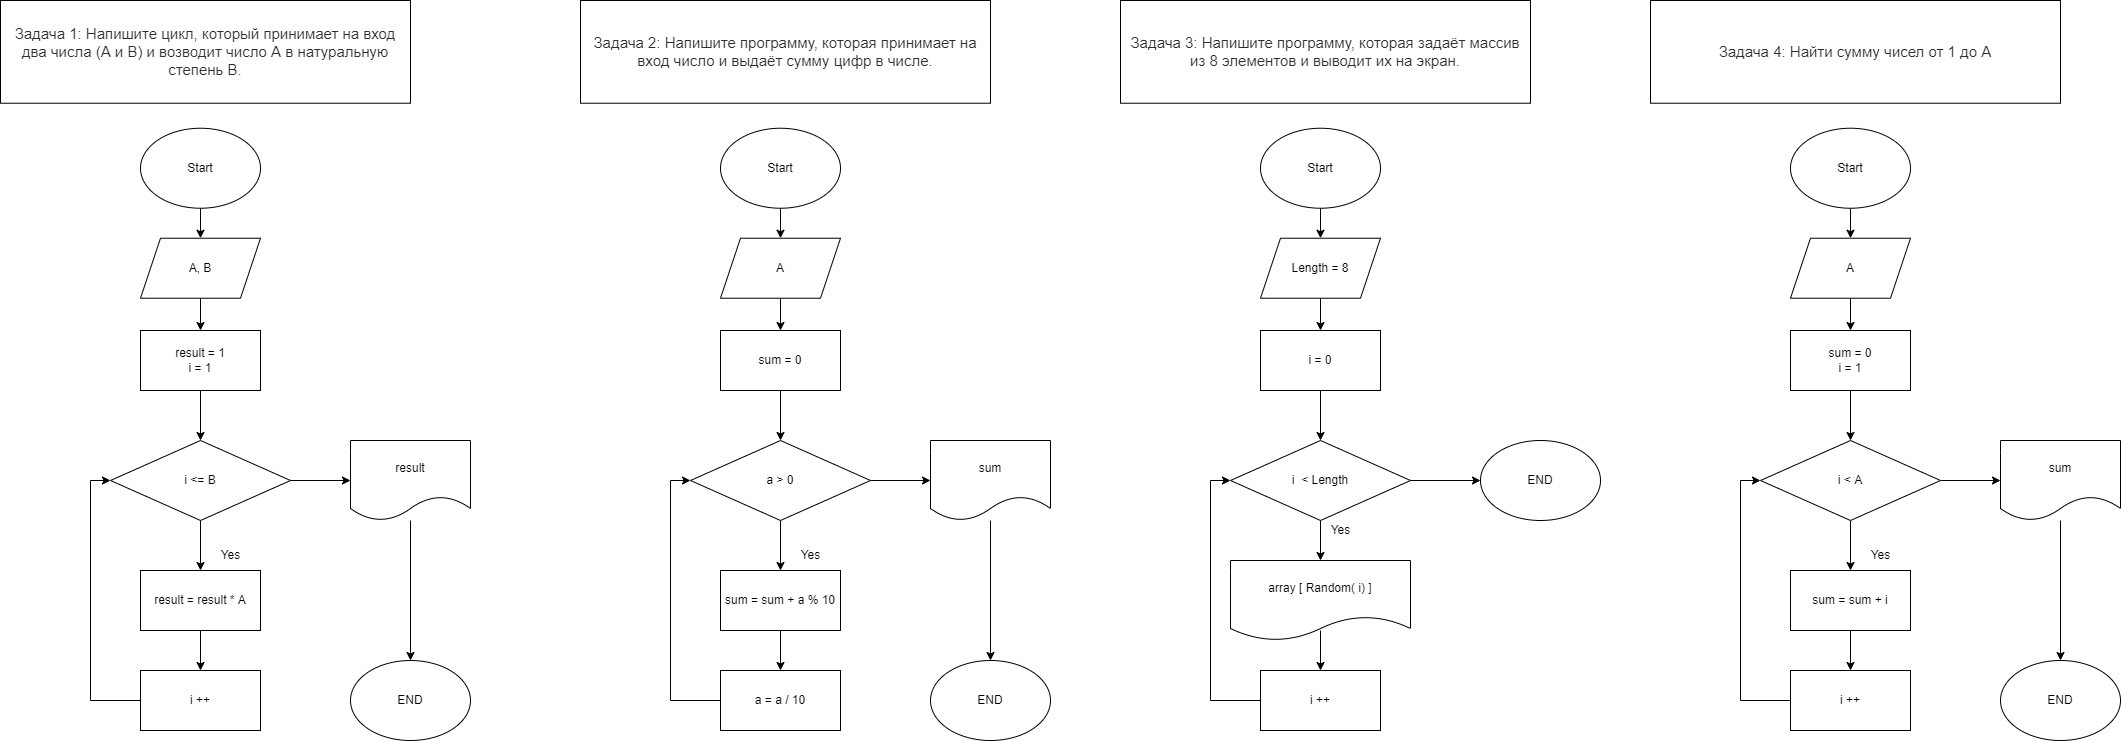 Задача 1: Напишите цикл, который принимает на вход
два числа (A и B) и возводит число A в натуральную
степень B.
Start
A, B
result = 1
i = 1
i <= B
result
Yes
result = result * A
i ++
END
Задача 2: Напишите программу, которая принимает на
вход число и выдаёт сумму цифр в числе.
Start
A
sum = 0
a > 0
sum
Yes
sum = sum + a % 10
a = a / 10
END
Задача 3: Напишите программу, которая задаёт массив
из 8 элементов и выводит их на экран.
Start
Length = 8
i = 0
i < Length
END
Yes
array [ Random( i) ]
i ++
Задача 4: Найти сумму чисел от 1 до А
Start
A
sum = 0
i = 1
i < A
sum
Yes
sum = sum + i
i ++
END